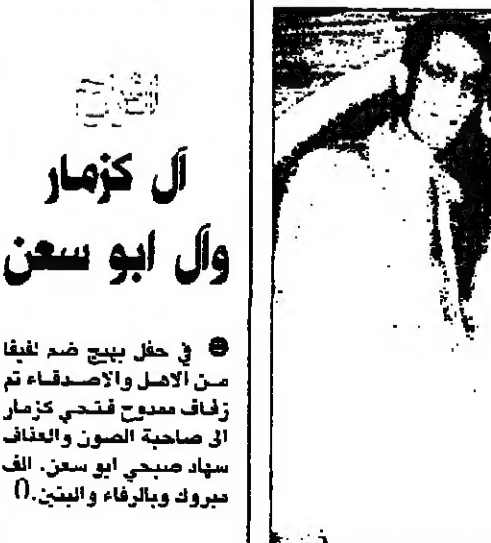 آل كزمار
وآل ابو سعن
في حفل بهيج ضم لفيفا
من الاهل والاصدقاء تم
زفاف ممدوح فتحي كزمار
الى صاحبة الصون والعفاف
سهاد صبحي ابو سعن. الف
مبروك وبالرفاء والبنين.()